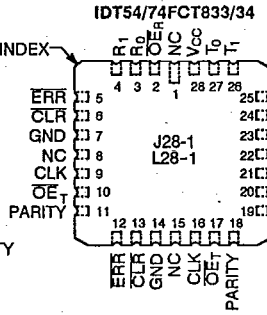 IDT54/74FCT833/34
INDEX
R1 R0 OER NC VCC T0 T1
4 3 2 1 28 27 26
ERR 5 25
CLR 6 24
GND 7 23
NC 8 22
CLK 9 21
OET 10 20
PARITY 11 19
J28-1
L28-1
12 13 14 15 16 17 18
ERR CLR GND NC CLK OET PARITY
TY